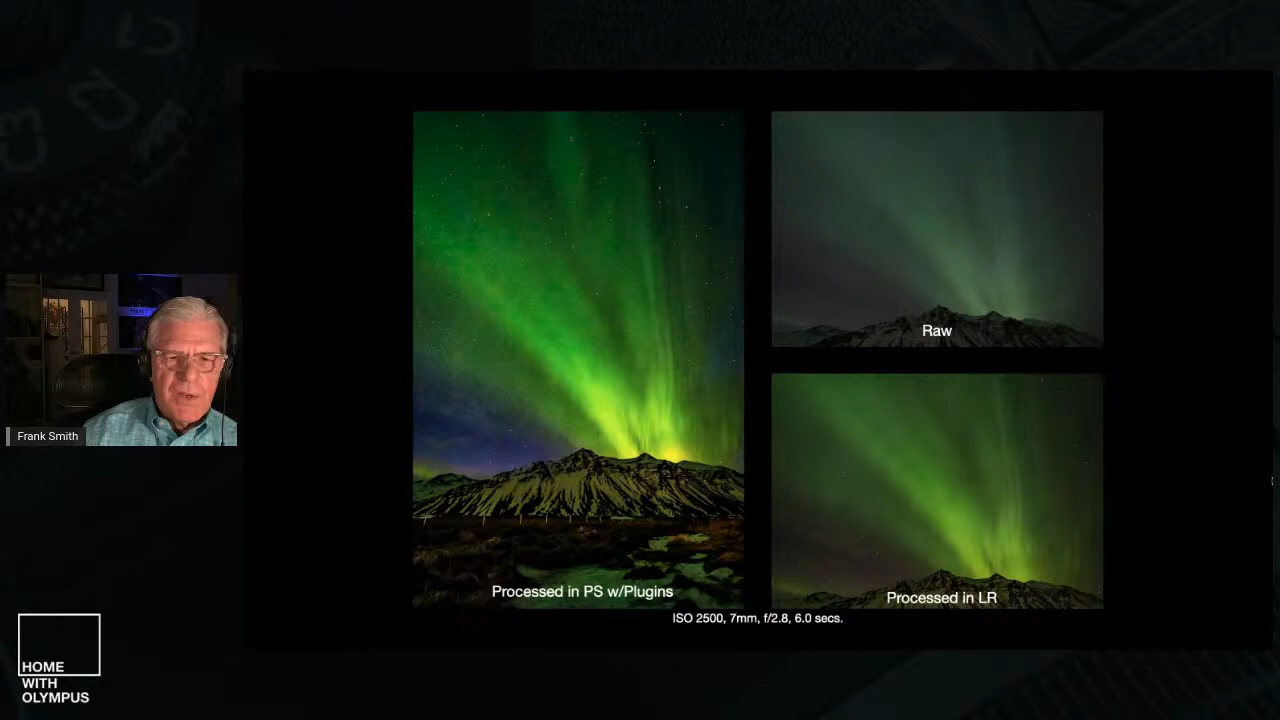 Raw
Processed in PS w/Plugins
Processed in LR
ISO 2500, 7mm, f/2.8, 6.0 secs.
Frank Smith
HOME
WITH
OLYMPUS